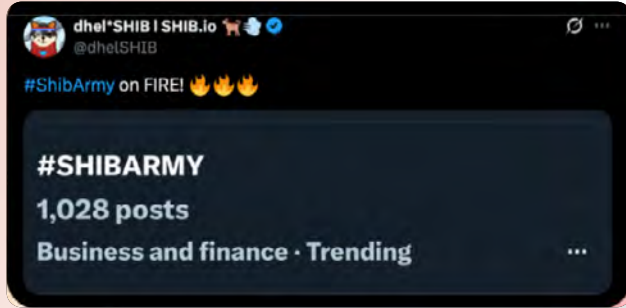 dhel*SHIB I SHIB.io 🐕💨
@dhelSHIB
#ShibArmy on FIRE! 🔥🔥🔥
#SHIBARMY
1,028 posts
Business and finance · Trending